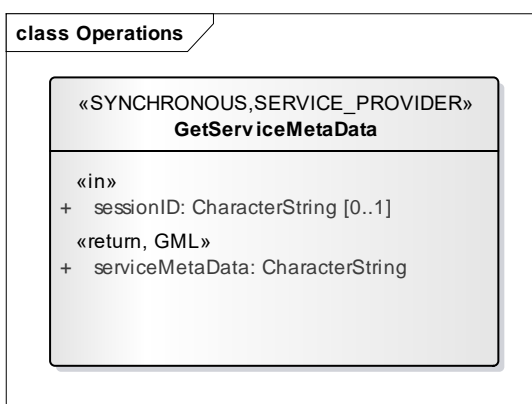 class Operations
«SYNCHRONOUS,SERVICE_PROVIDER»
GetServiceMetaData
«in»
+ sessionID: CharacterString [0..1]
«return, GML»
+ serviceMetaData: CharacterString